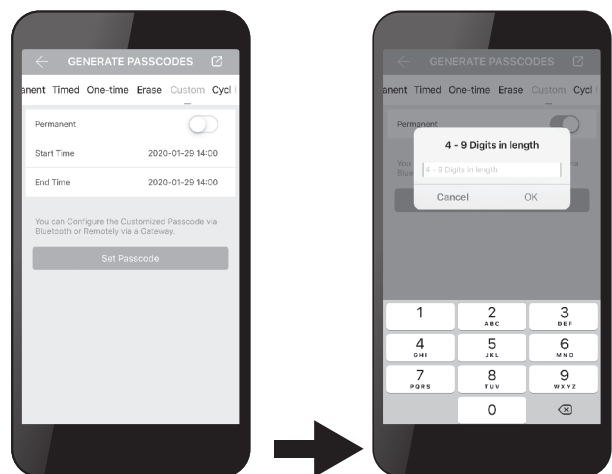 GENERATE PASSCODES
anent Timed One-time Erase Custom Cycl
Permanent
Start Time 2020-01-29 14:00
End Time 2020-01-29 14:00
You can Configure the Customized Passcode via
Bluetooth or Remotely via a Gateway.
Set Passcode
GENERATE PASSCODES
anent Timed One-time Erase Custom Cycl
Permanent
4 - 9 Digits in length
You
Blue
4 - 9 Digits in length
Cancel OK
1 2 3
ABC DEF
4 5 6
GHI JKL MNO
7 8 9
PQRS TUV WXYZ
0